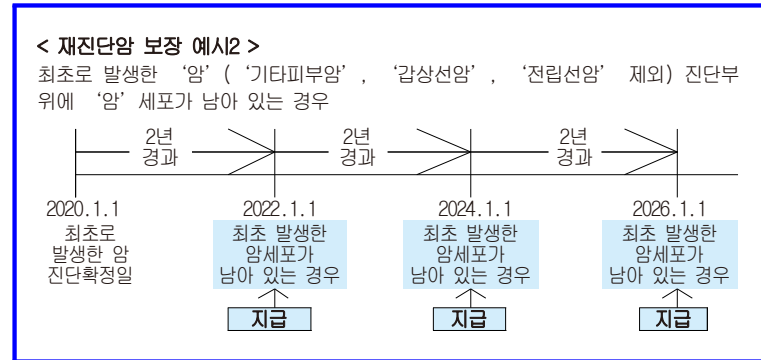 < 재진단암 보장 예시2 >
최초로 발생한 ‘암’ ( ‘기타피부암’ , ‘갑상선암’ , ‘전립선암’ 제외) 진단부
위에 ‘암’ 세포가 남아 있는 경우
2년 2년 2년
경과 경과 경과
2020.1.1 2022.1.1 2024.1.1 2026.1.1
최초로 최초 발생한 최초 발생한 최초 발생한
발생한 암 암세포가 암세포가 암세포가
진단확정일 남아 있는 경우 남아 있는 경우 남아 있는 경우
지급 지급 지급